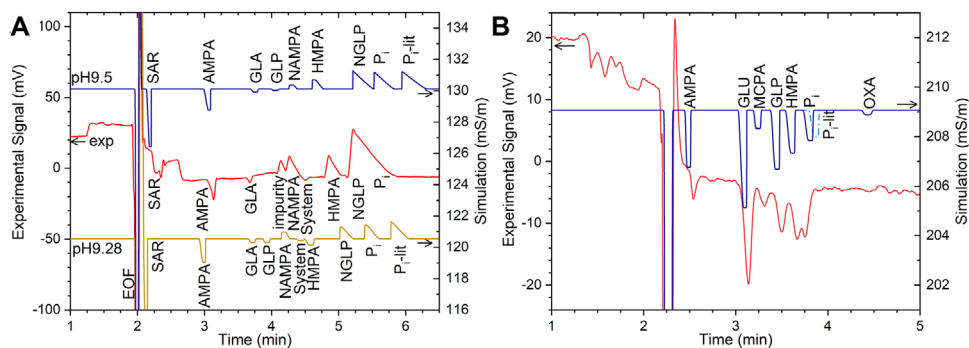 A
Experimental Signal (mV)
100
50
0
-50
-100
pH9.5
exp
pH9.28
SAR
AMPA
GLA
GLP
NAMPA
HMPA
NGLP
Pi
Pi-lit
SAR
AMPA
GLA
impurity
NAMPA
System
HMPA
NGLP
Pi
EOF
SAR
AMPA
GLA
GLP
NAMPA
System
HMPA
NGLP
Pi
Pi-lit
134
132
130
128
126
124
122
120
118
116
Simulation (mS/m)
1 2 3 4 5 6
Time (min)
B
Experimental Signal (mV)
20
10
0
-10
-20
AMPA
GLU
MCPA
GLP
HMPA
Pi
Pi-lit
OXA
212
210
208
206
204
202
Simulation (mS/m)
1 2 3 4 5
Time (min)